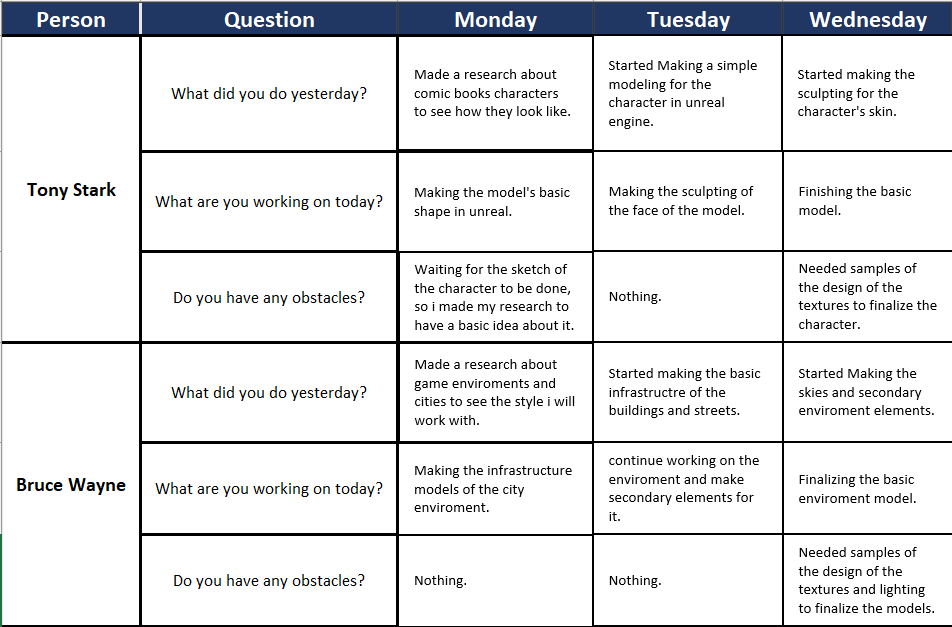 Person Question Monday Tuesday Wednesday
Tony Stark
What did you do yesterday?
Made a research about
comic books characters
to see how they look like.
Started Making a simple
modeling for the
character in unreal
engine.
Started making the
sculpting for the
character's skin.
What are you working on today?
Making the model's basic
shape in unreal.
Making the sculpting of
the face of the model.
Finishing the basic
model.
Do you have any obstacles?
Waiting for the sketch of
the character to be done,
so i made my research to
have a basic idea about it.
Nothing.
Needed samples of
the design of the
textures to finalize the
character.
Bruce Wayne
What did you do yesterday?
Made a research about
game enviroments and
cities to see the style i will
work with.
Started making the basic
infrastructre of the
buildings and streets.
Started Making the
skies and secondary
enviroment elements.
What are you working on today?
Making the infrastructure
models of the city
enviroment.
continue working on the
enviroment and make
secondary elements for
it.
Finalizing the basic
enviroment model.
Do you have any obstacles?
Nothing.
Nothing.
Needed samples of
the design of the
textures and lighting
to finalize the models.